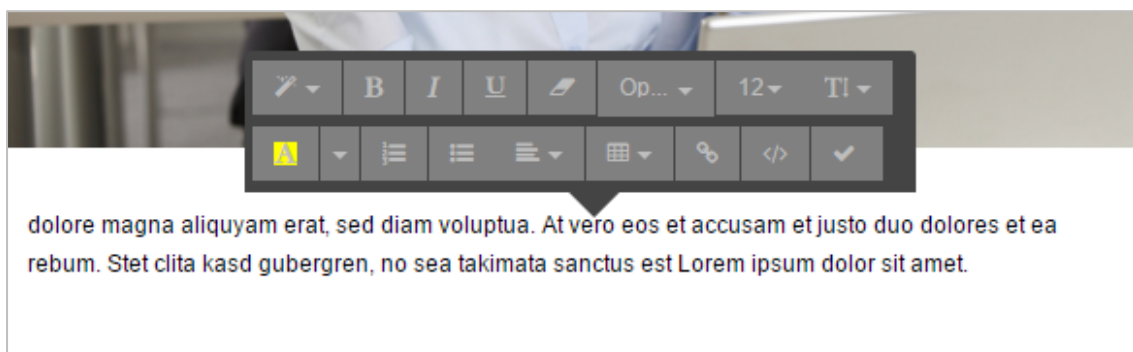 B I U Op... 12 T
A </>
dolore magna aliquyam erat, sed diam voluptua. At vero eos et accusam et justo duo dolores et ea
rebum. Stet clita kasd gubergren, no sea takimata sanctus est Lorem ipsum dolor sit amet.